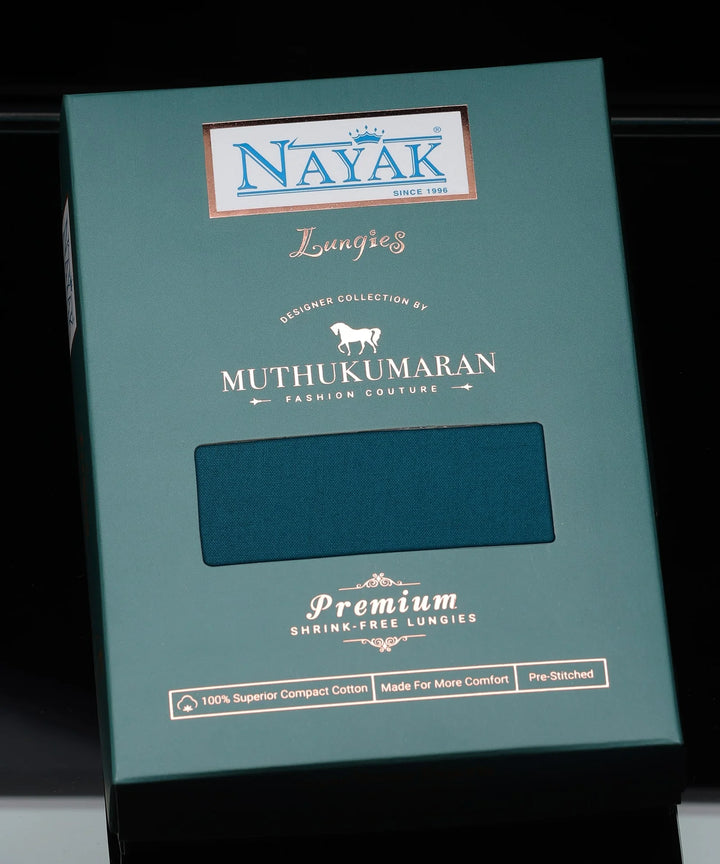 NAYAK®
SINCE 1996
Lungies
DESIGNER COLLECTION BY
MUTHUKUMARAN
FASHION COUTURE
Premium
SHRINK-FREE LUNGIES
100% Superior Compact Cotton
Made For More Comfort
Pre-Stitched
NAYAK